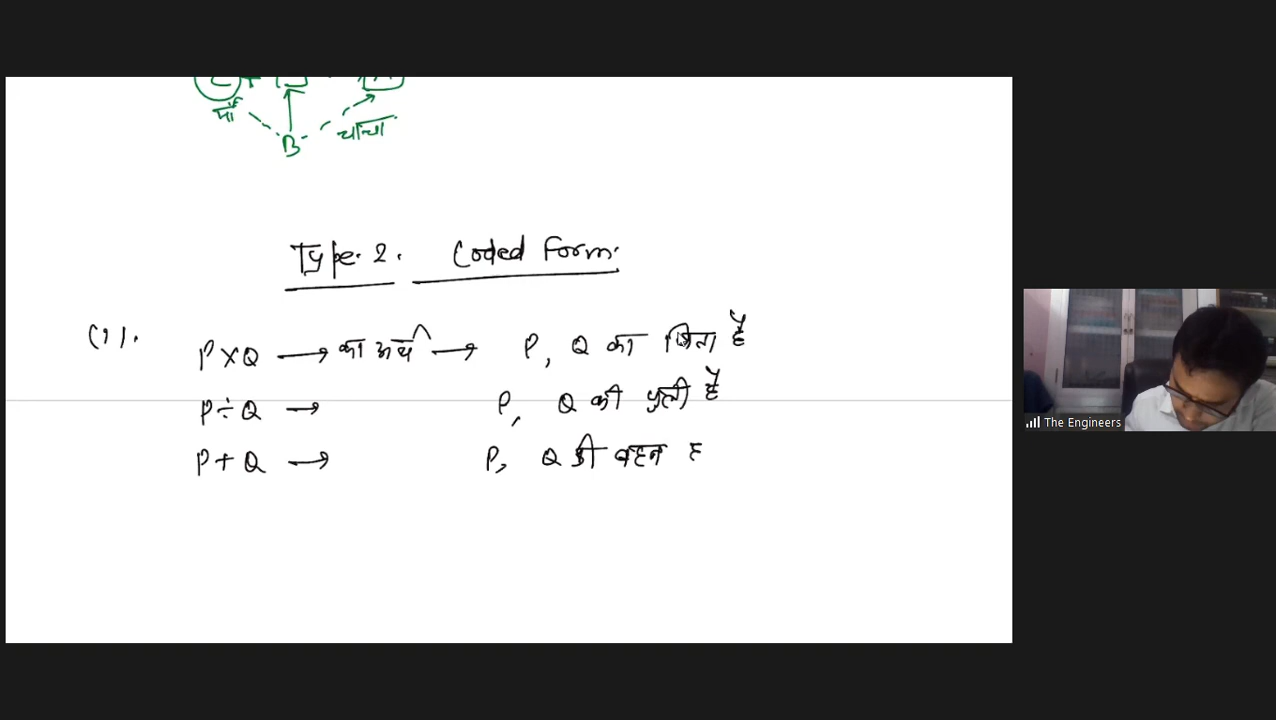 माँ
B
चाचा
Type. 2. Coded Form.
(1).
P × Q → का अर्थ → P, Q का पिता है
P ÷ Q → P, Q की पुत्री है
P + Q → P, Q की बहन ह
The Engineers